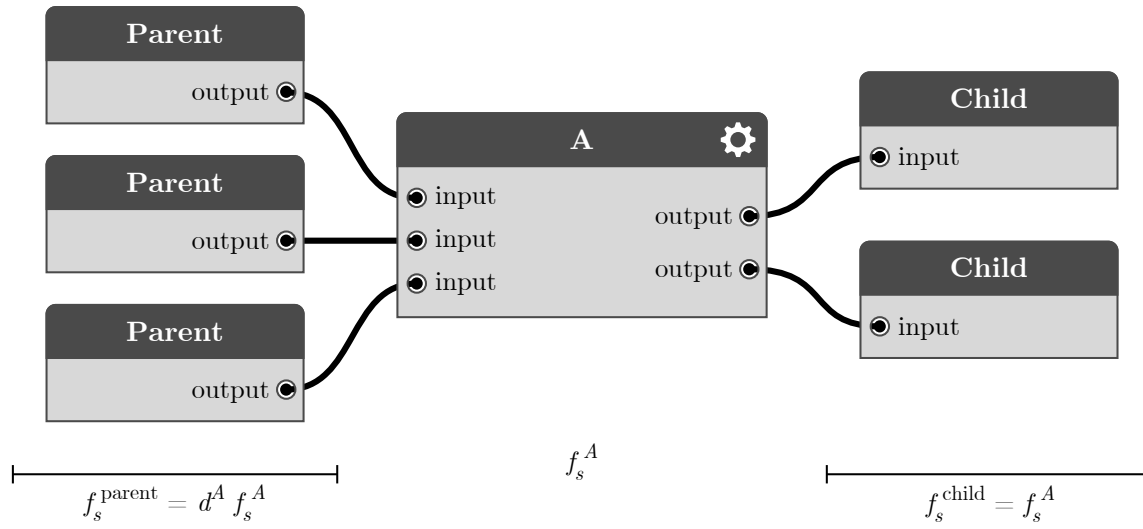 Parent
output
Parent
output
Parent
output
A
input
input
input
output
output
Child
input
Child
input
f_s^parent = d^A f_s^A
f_s^A
f_s^child = f_s^A